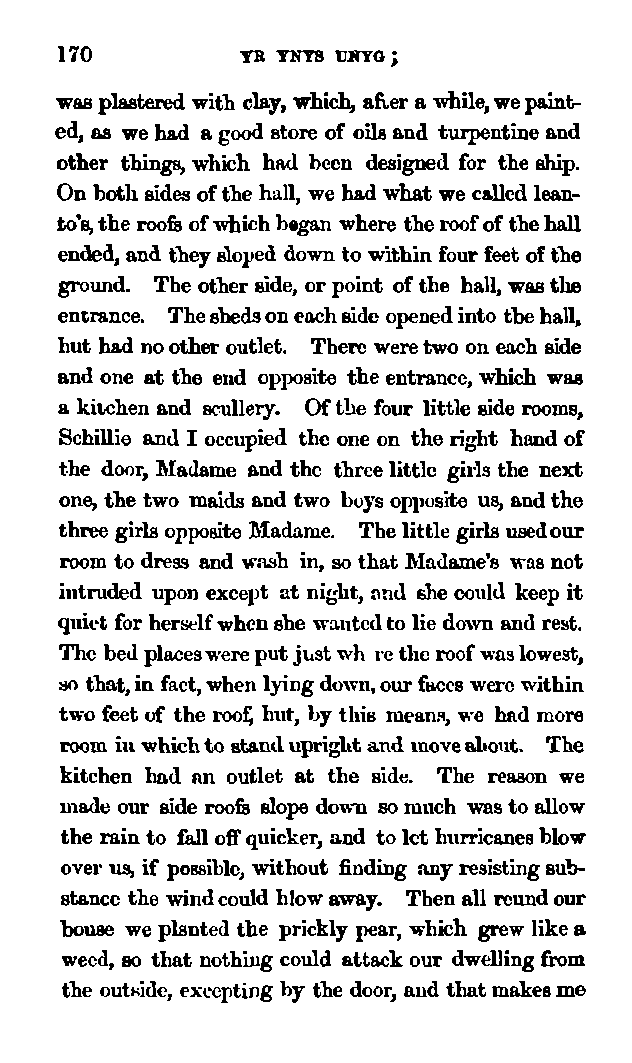 170 YR YNYS UNYG;
was plastered with clay, which, after a while, we paint-
ed, as we had a good store of oils and turpentine and
other things, which had been designed for the ship.
On both sides of the hall, we had what we called lean-
to's, the roofs of which began where the roof of the hall
ended, and they sloped down to within four feet of the
ground. The other side, or point of the hall, was the
entrance. The sheds on each side opened into the hall,
but had no other outlet. There were two on each side
and one at the end opposite the entrance, which was
a kitchen and scullery. Of the four little side rooms,
Schillie and I occupied the one on the right hand of
the door, Madame and the three little girls the next
one, the two maids and two boys opposite us, and the
three girls opposite Madame. The little girls used our
room to dress and wash in, so that Madame's was not
intruded upon except at night, and she could keep it
quiet for herself when she wanted to lie down and rest.
The bed places were put just wh re the roof was lowest,
so that, in fact, when lying down, our faces were within
two feet of the roof, but, by this means, we had more
room in which to stand upright and move about. The
kitchen had an outlet at the side. The reason we
made our side roofs slope down so much was to allow
the rain to fall off quicker, and to let hurricanes blow
over us, if possible, without finding any resisting sub-
stance the wind could blow away. Then all round our
house we planted the prickly pear, which grew like a
weed, so that nothing could attack our dwelling from
the outside, excepting by the door, and that makes me